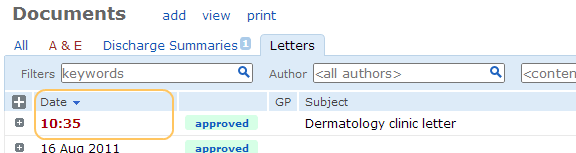 Documents add view print
All A & E Discharge Summaries 1 Letters
Filters keywords Author <all authors> <conten
Date GP Subject
10:35 approved Dermatology clinic letter
16 Aug 2011 approved